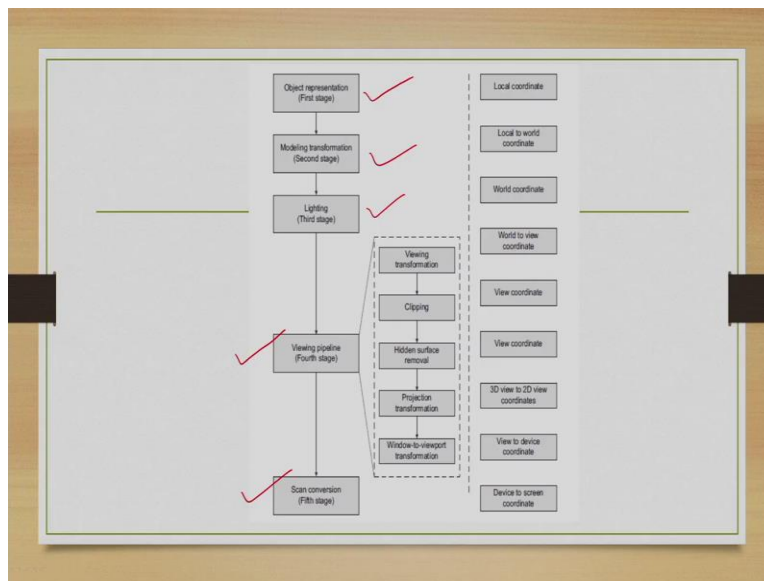 Object representation
(First stage)
Modeling transformation
(Second stage)
Lighting
(Third stage)
Viewing pipeline
(Fourth stage)
Scan conversion
(Fifth stage)
Viewing
transformation
Clipping
Hidden surface
removal
Projection
transformation
Window-to-viewport
transformation
Local coordinate
Local to world
coordinate
World coordinate
World to view
coordinate
View coordinate
View coordinate
3D view to 2D view
coordinates
View to device
coordinate
Device to screen
coordinate